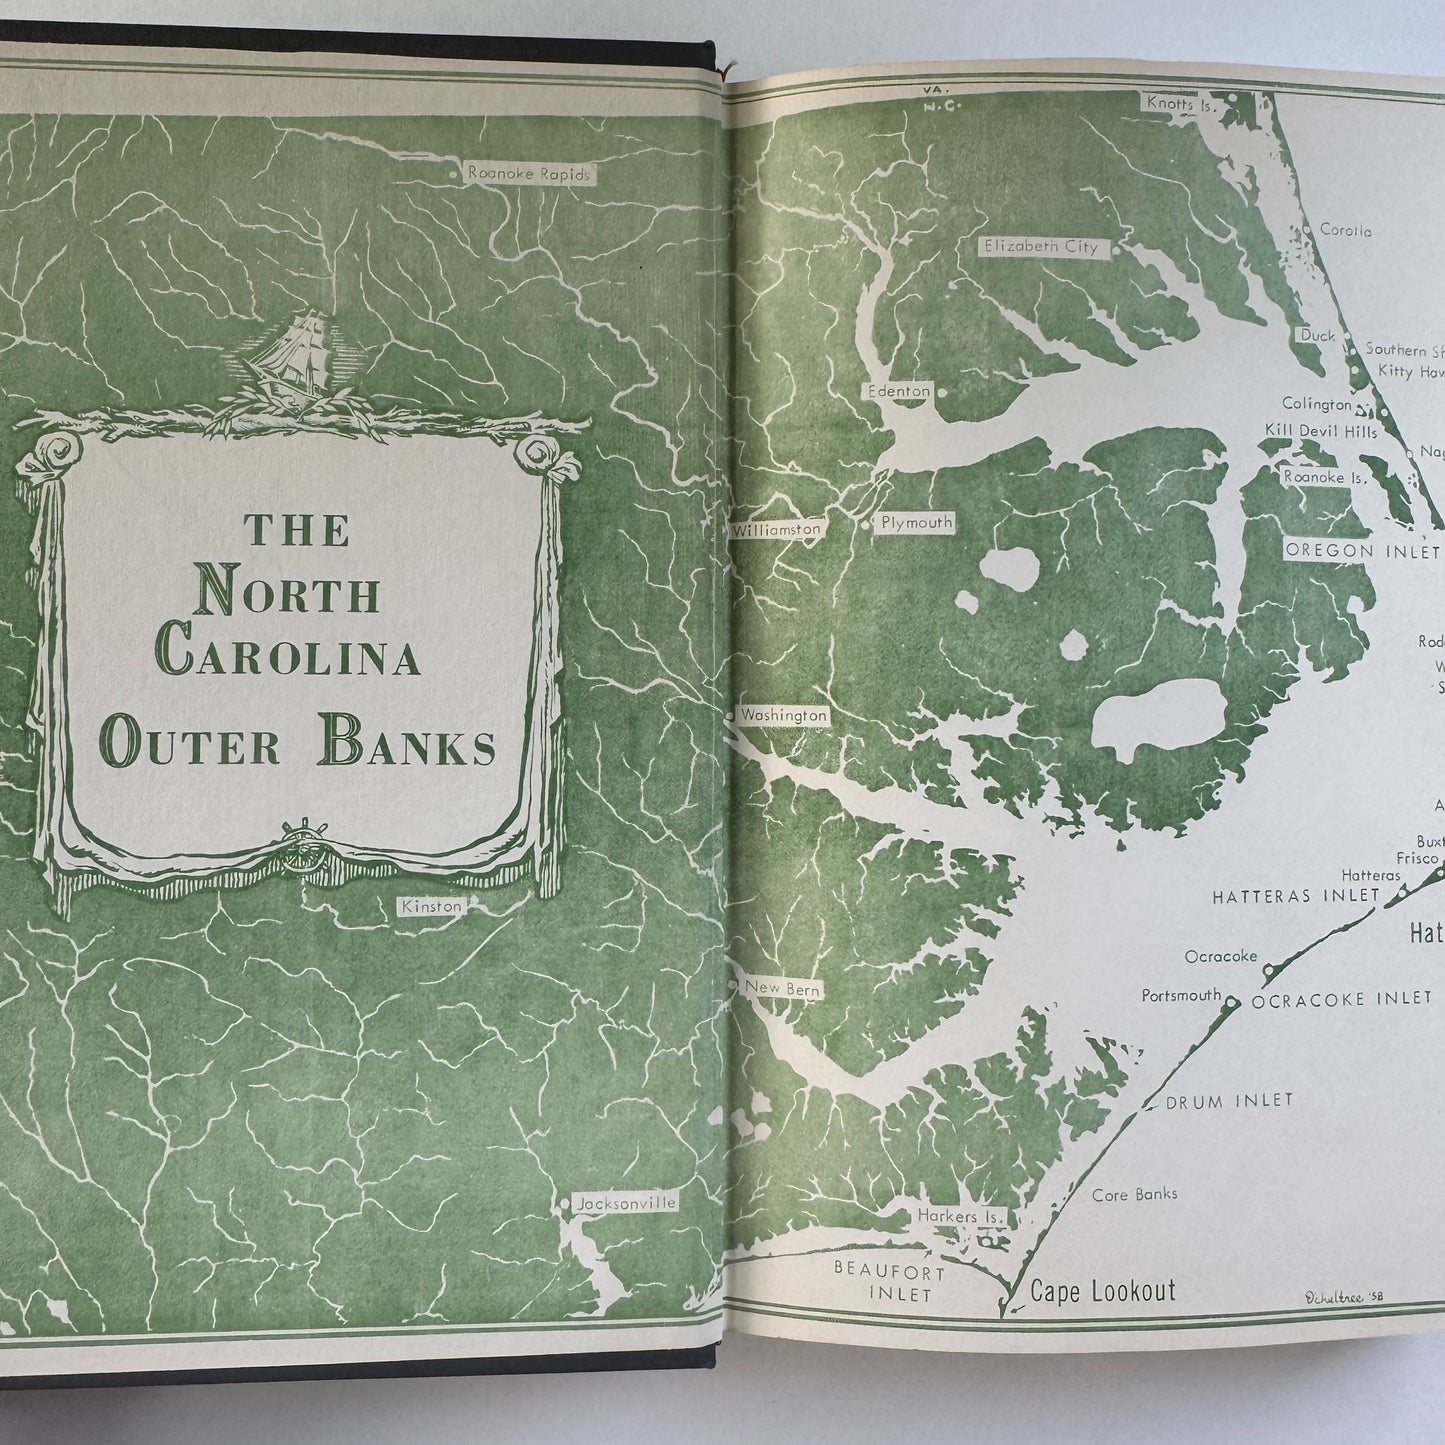 Roanoke Rapids
THE
NORTH
CAROLINA
OUTER BANKS
Kinston
Jacksonville
VA.
N.C.
Knotts Is.
Corolla
Elizabeth City
Duck
Southern
Kitty
Edenton
Colington
Kill Devil Hills
Roanoke Is.
Williamston
Plymouth
OREGON INLET
Washington
Frisco
Hatteras
HATTERAS INLET
Ocracoke
New Bern
Portsmouth
OCRACOKE INLET
DRUM INLET
Core Banks
Harkers Is.
BEAUFORT
INLET
Cape Lookout
'58